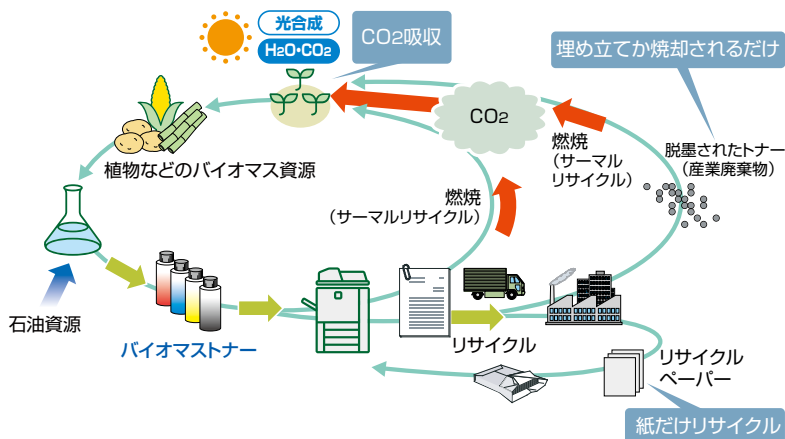 光合成
H2O・CO2
CO2吸収
埋め立てか焼却されるだけ
CO2
植物などのバイオマス資源
燃焼
（サーマル
リサイクル）
脱墨されたトナー
（産業廃棄物）
燃焼
（サーマルリサイクル）
石油資源
バイオマストナー
リサイクル
リサイクル
ペーパー
紙だけリサイクル